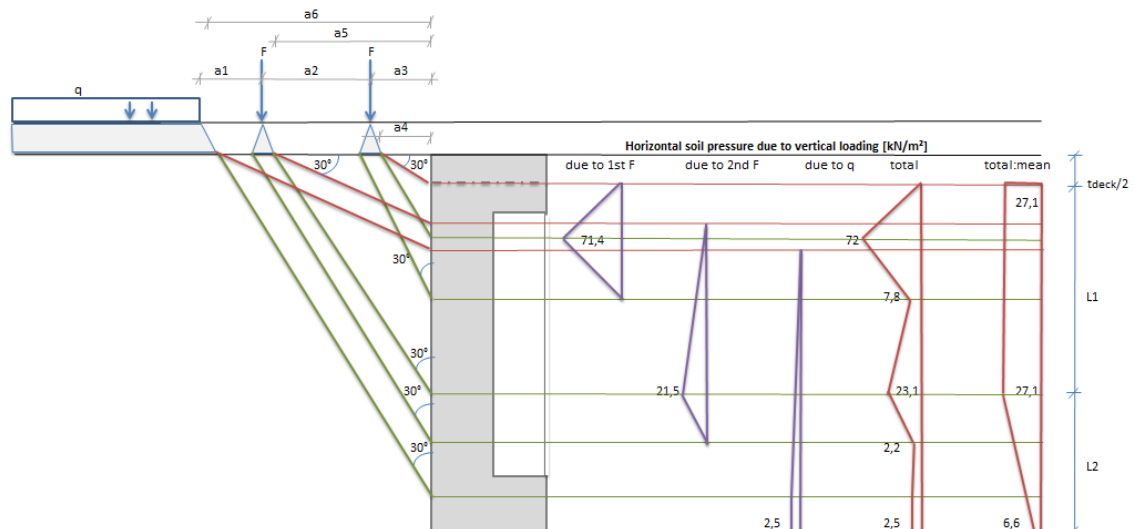 a6
a5
F
F
a1
a2
a3
q
a4
Horizontal soil pressure due to vertical loading [kN/m²]
30°
30°
due to 1st F
due to 2nd F
due to q
total
total:mean
tdeck/2
27,1
71,4
72
30°
7,8
L1
30°
30°
21,5
23,1
27,1
30°
2,2
L2
2,5
2,5
6,6